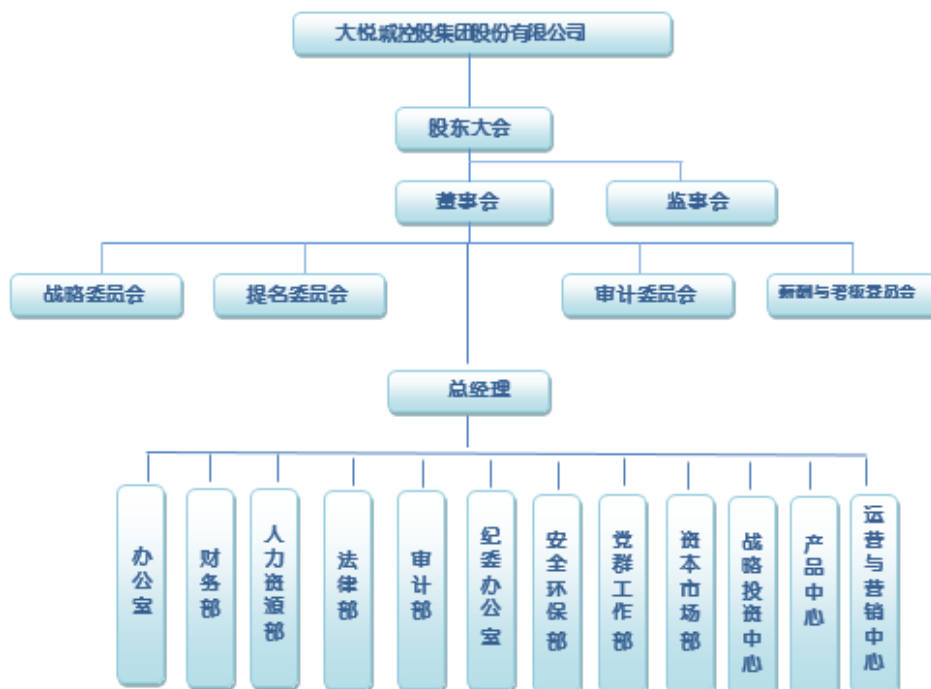 大悦城控股集团股份有限公司
股东大会
董事会
监事会
战略委员会
提名委员会
审计委员会
薪酬与考核委员会
总经理
办公室
财务部
人力资源部
法律部
审计部
纪委办公室
安全环保部
党群工作部
资本市场部
战略投资中心
产品中心
运营与营销中心